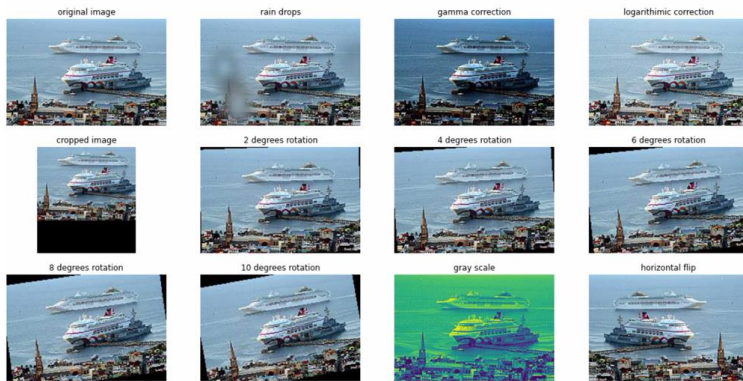 original image
rain drops
gamma correction
logarithimic correction
cropped image
2 degrees rotation
4 degrees rotation
6 degrees rotation
8 degrees rotation
10 degrees rotation
gray scale
horizontal flip